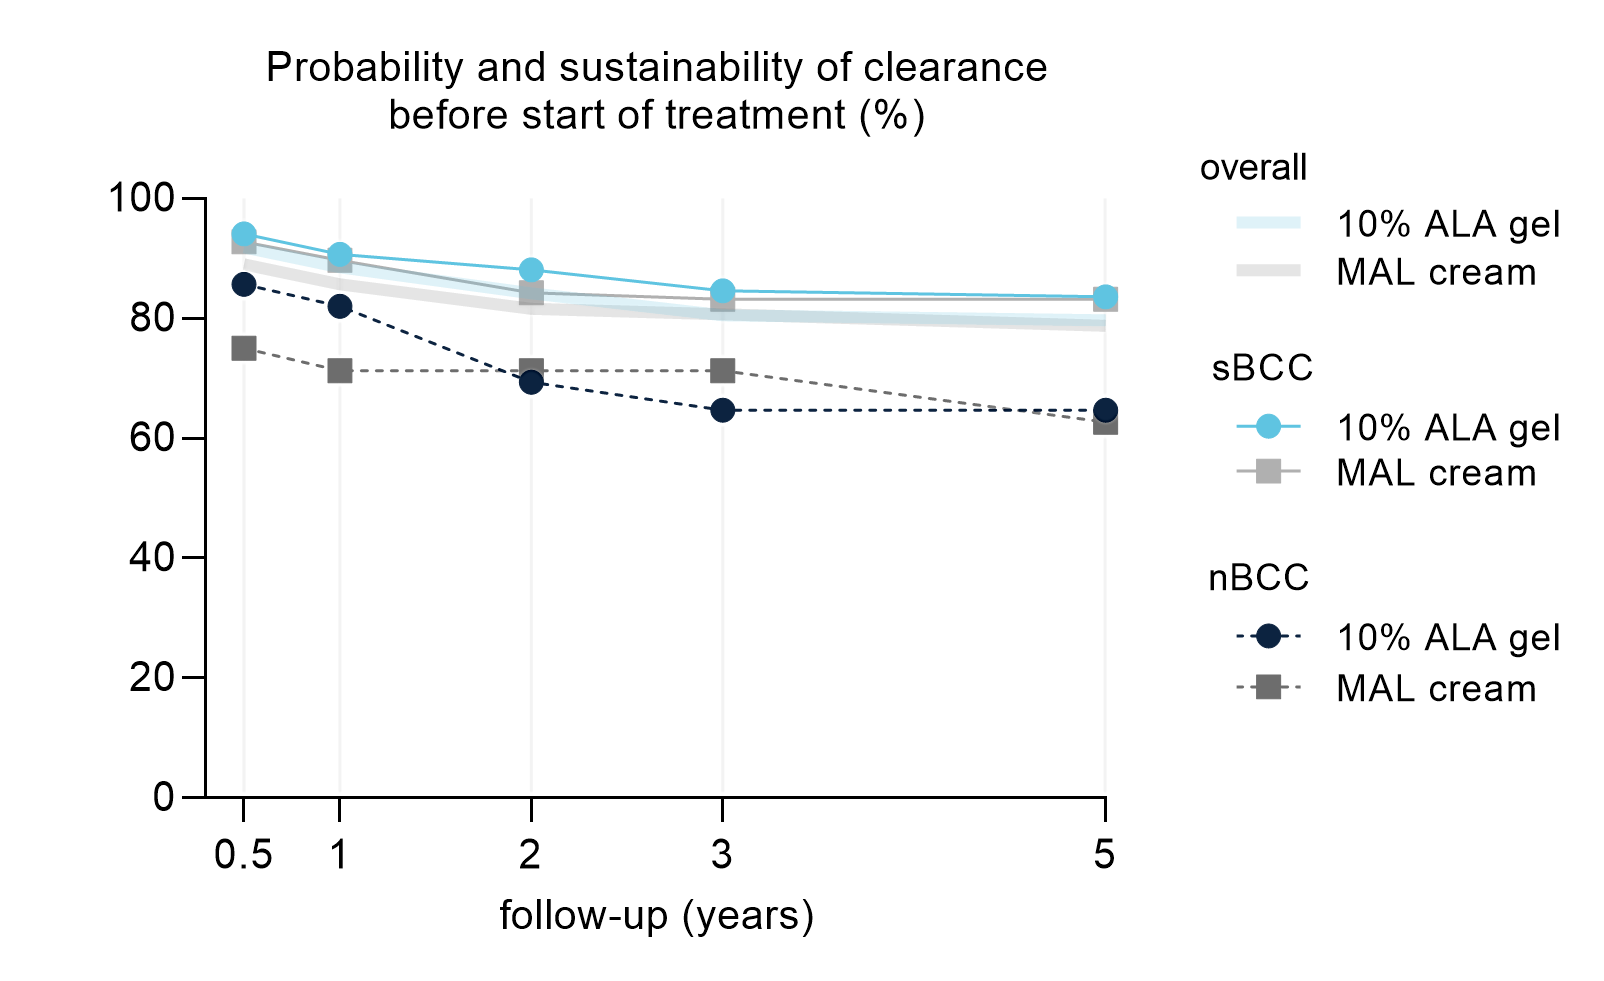 Probability and sustainability of clearance
before start of treatment (%)
100
80
60
40
20
0
0.5 1 2 3 5
follow-up (years)
overall
10% ALA gel
MAL cream
sBCC
10% ALA gel
MAL cream
nBCC
10% ALA gel
MAL cream